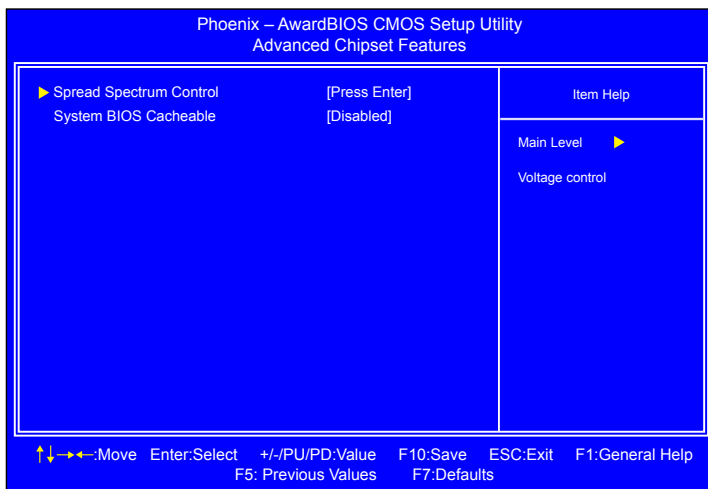 Phoenix – AwardBIOS CMOS Setup Utility
Advanced Chipset Features
Spread Spectrum Control [Press Enter]
System BIOS Cacheable [Disabled]
Item Help
Main Level
Voltage control
↑↓→←:Move Enter:Select +/-/PU/PD:Value F10:Save ESC:Exit F1:General Help
F5: Previous Values F7:Defaults